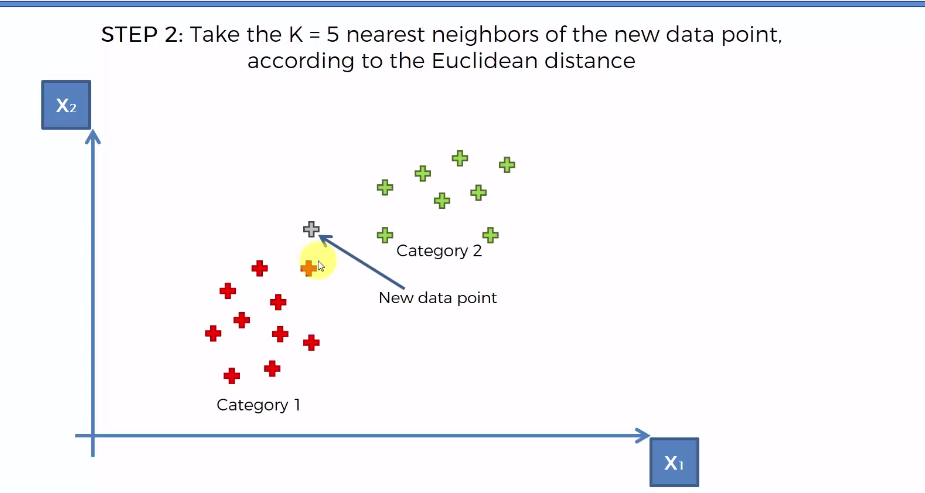 STEP 2: Take the K = 5 nearest neighbors of the new data point,
according to the Euclidean distance
X2
Category 2
New data point
Category 1
X1